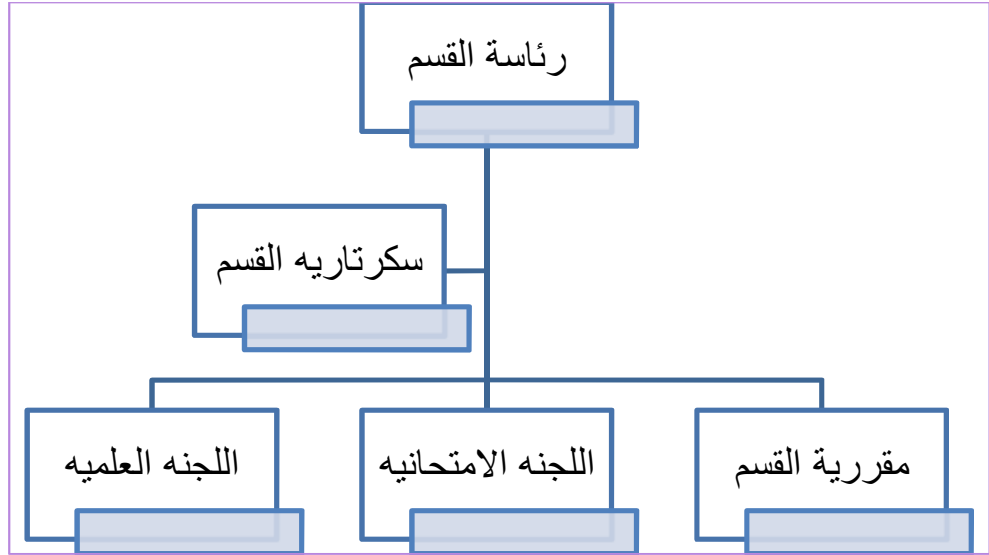 رئاسة القسم
سكرتاريه القسم
مقررية القسم
اللجنه الامتحانيه
اللجنه العلميه